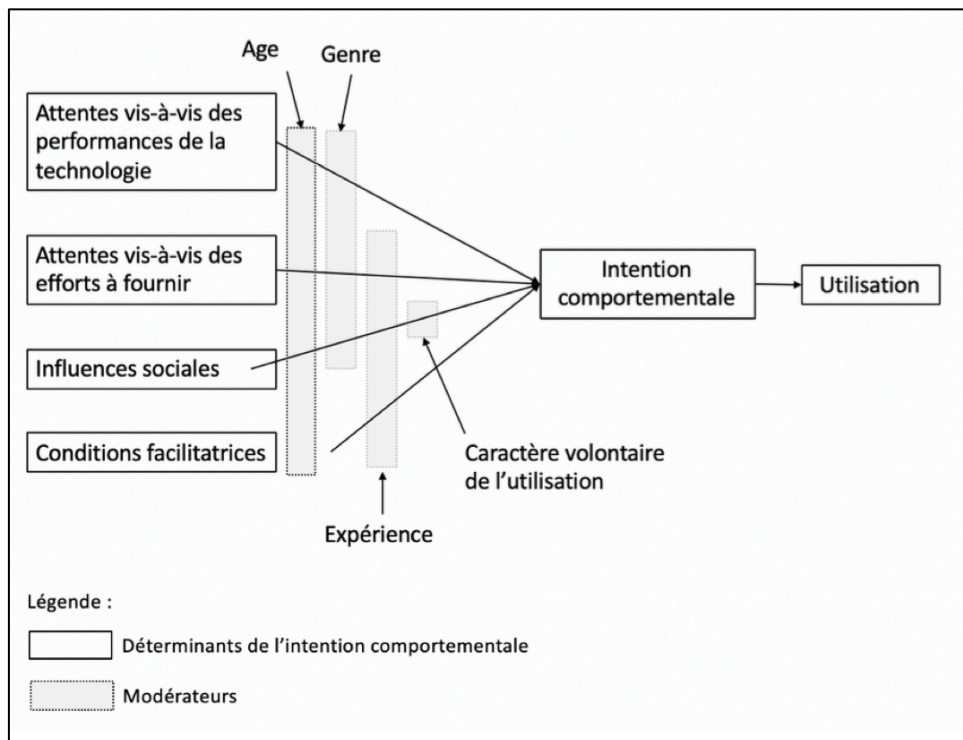 Age
Genre
Attentes vis-à-vis des
performances de la
technologie
Attentes vis-à-vis des
efforts à fournir
Intention
comportementale
Utilisation
Influences sociales
Conditions facilitatrices
Caractère volontaire
de l'utilisation
Expérience
Légende :
Déterminants de l'intention comportementale
Modérateurs